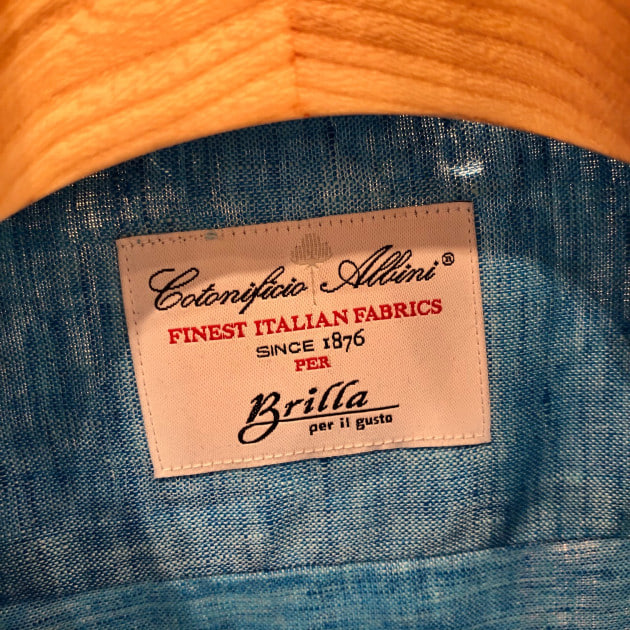 Cotonificio Albini®
FINEST ITALIAN FABRICS
SINCE 1876
PER
Brilla
per il gusto